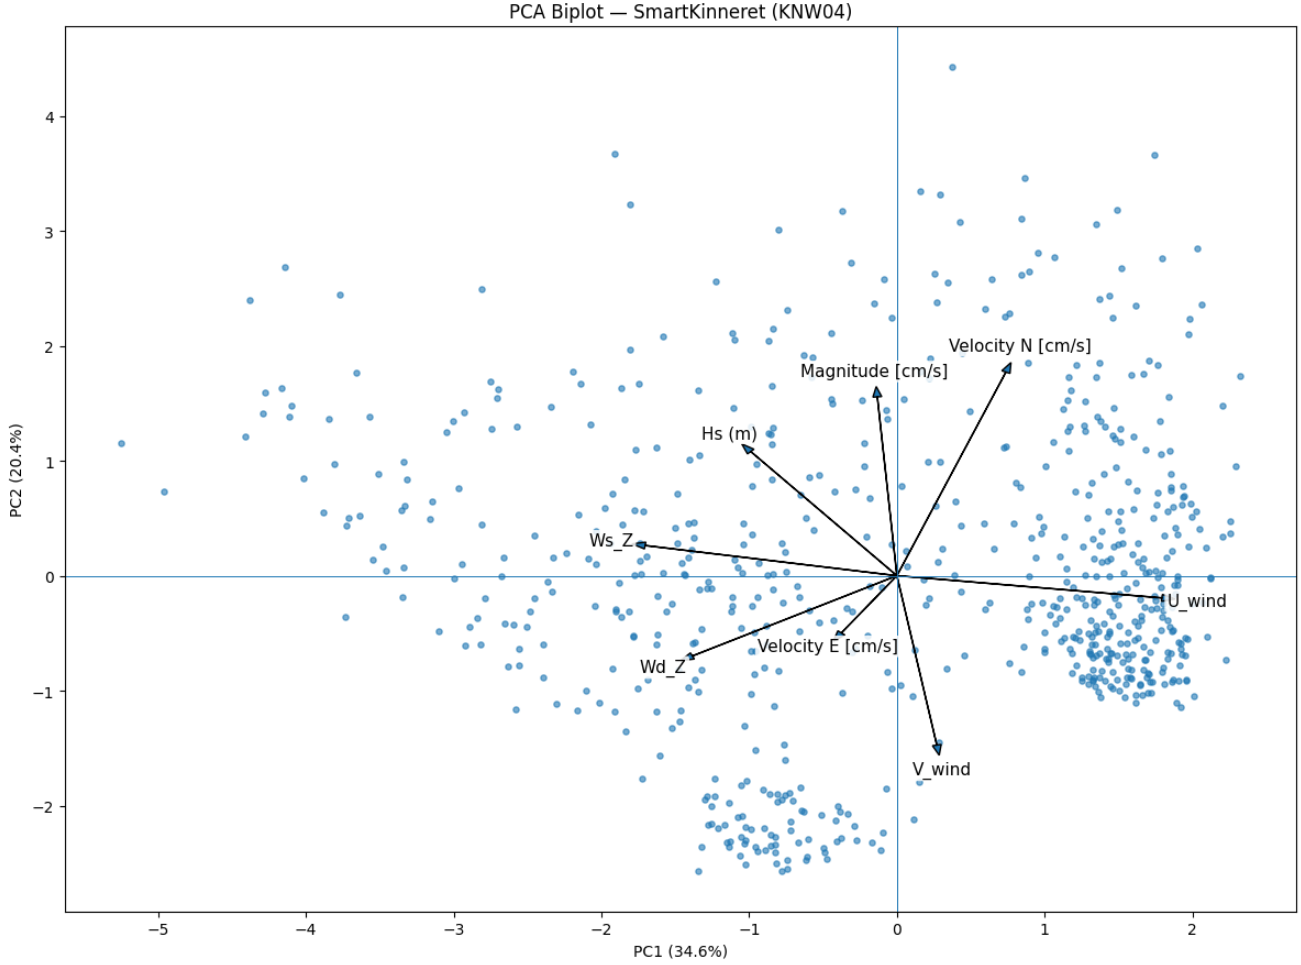 PCA Biplot — SmartKinneret (KNW04)
4
3
2
1
0
−1
−2
PC2 (20.4%)
Velocity N [cm/s]
Magnitude [cm/s]
Hs (m)
Ws_Z
U_wind
Velocity E [cm/s]
Wd_Z
V_wind
−5 −4 −3 −2 −1 0 1 2
PC1 (34.6%)